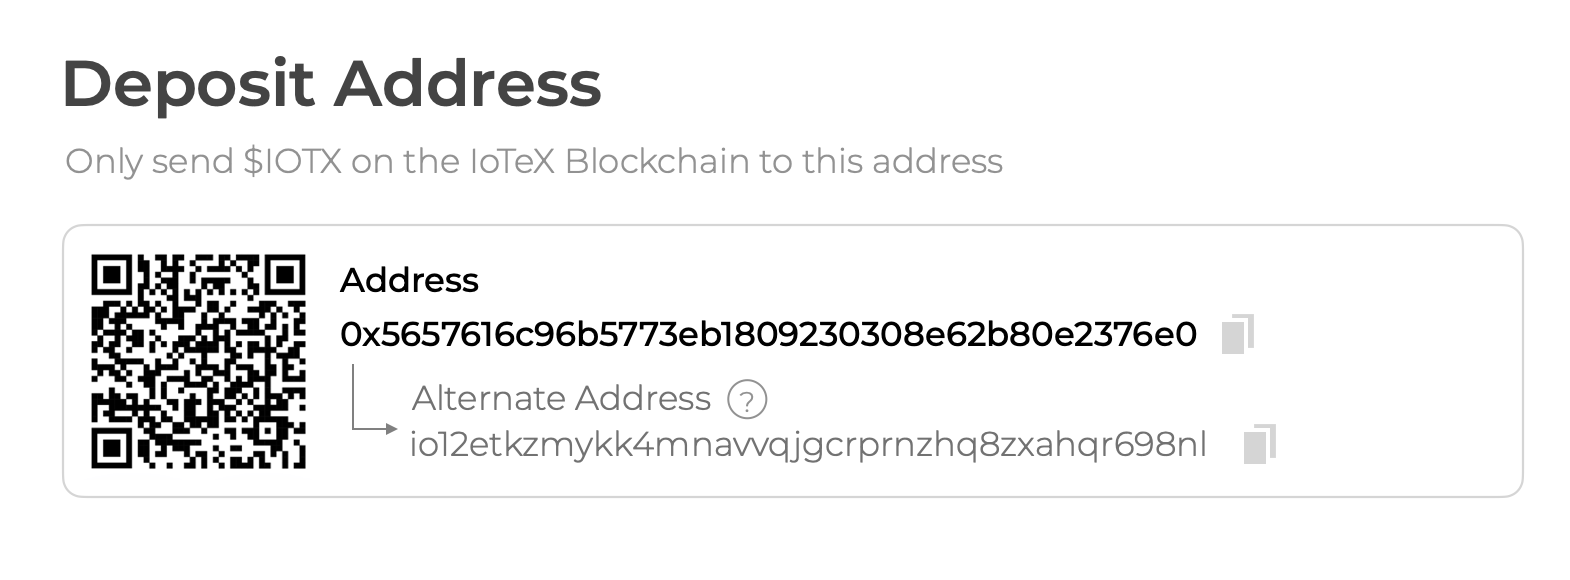 Deposit Address
Only send $IOTX on the IoTeX Blockchain to this address
Address
0x5657616c96b5773eb1809230308e62b80e2376e0
Alternate Address ?
io12etkzmykk4mnavvqjgcrprnzhq8zxahqr698nl